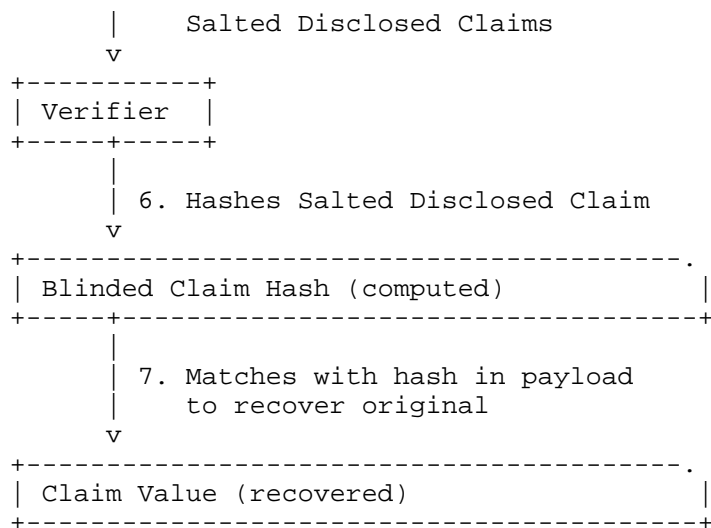 Salted Disclosed Claims
Verifier
6. Hashes Salted Disclosed Claim
Blinded Claim Hash (computed)
7. Matches with hash in payload
to recover original
Claim Value (recovered)